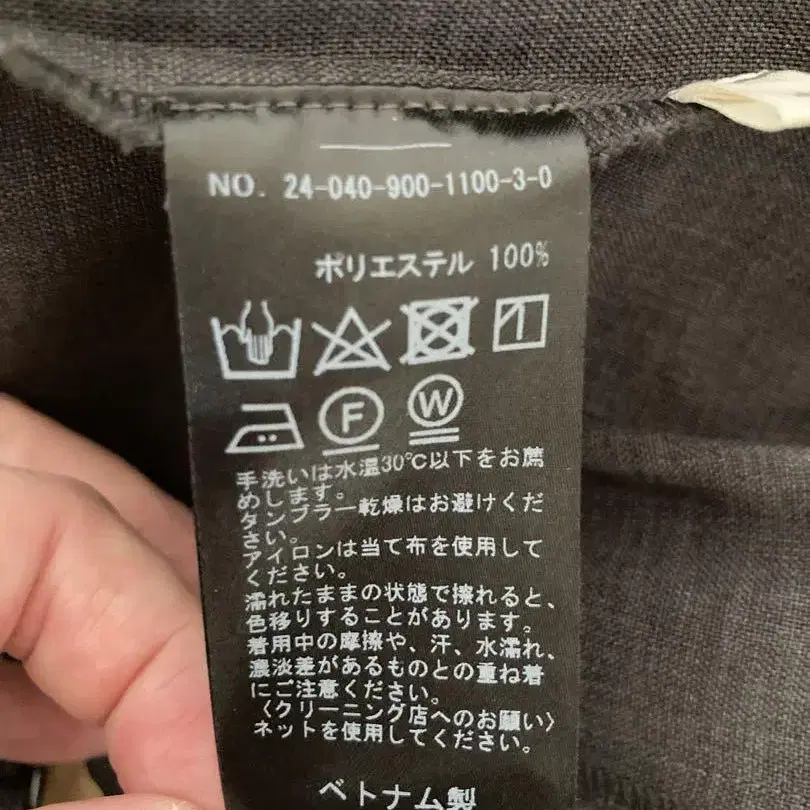 NO. 24-040-900-1100-3-0
ポリエステル 100%
F
W
手洗いは水温30℃以下をお薦
めします。
タンブラー乾燥はお避けくだ
さい。
アイロンは当て布を使用して
ください。
濡れたままの状態で擦れると、
色移りすることがあります。
着用中の摩擦や、汗、水濡れ、
濃淡差があるものとの重ね着
にご注意ください。
〈クリーニング店へのお願い〉
ネットを使用してください。
ベトナム製